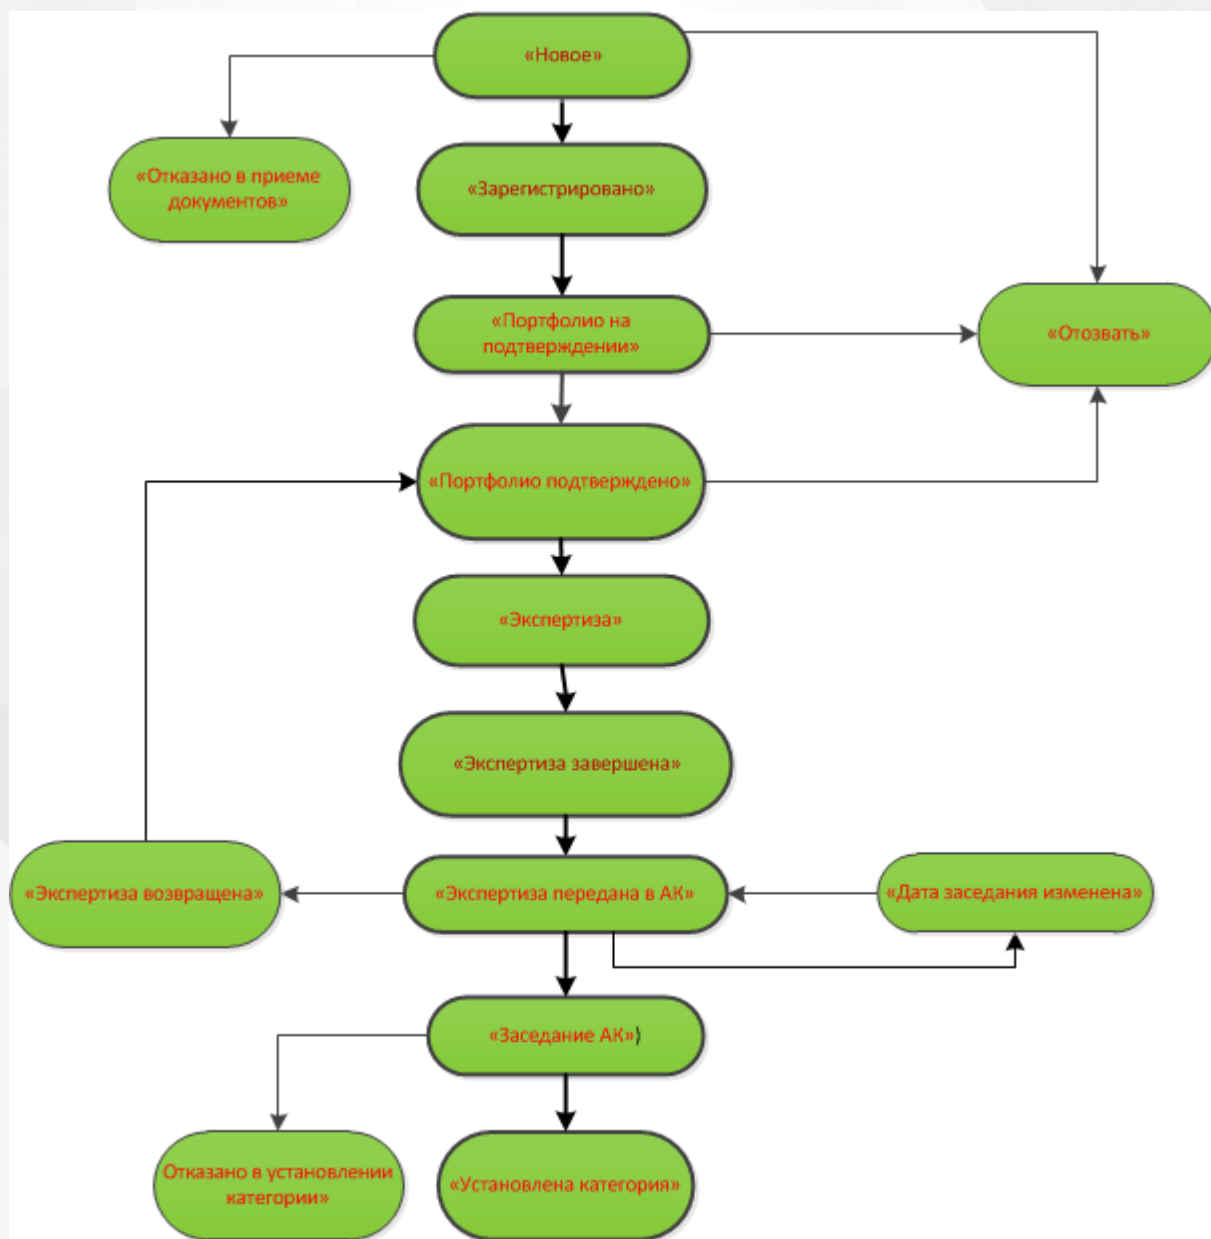 «Новое»
«Отказано в приеме
документов»
«Зарегистрировано»
«Портфолио на
подтверждении»
«Отозвать»
«Портфолио подтверждено»
«Экспертиза»
«Экспертиза завершена»
«Экспертиза возвращена»
«Экспертиза передана в АК»
«Дата заседания изменена»
«Заседание АК»)
Отказано в установлении
категории»
«Установлена категория»